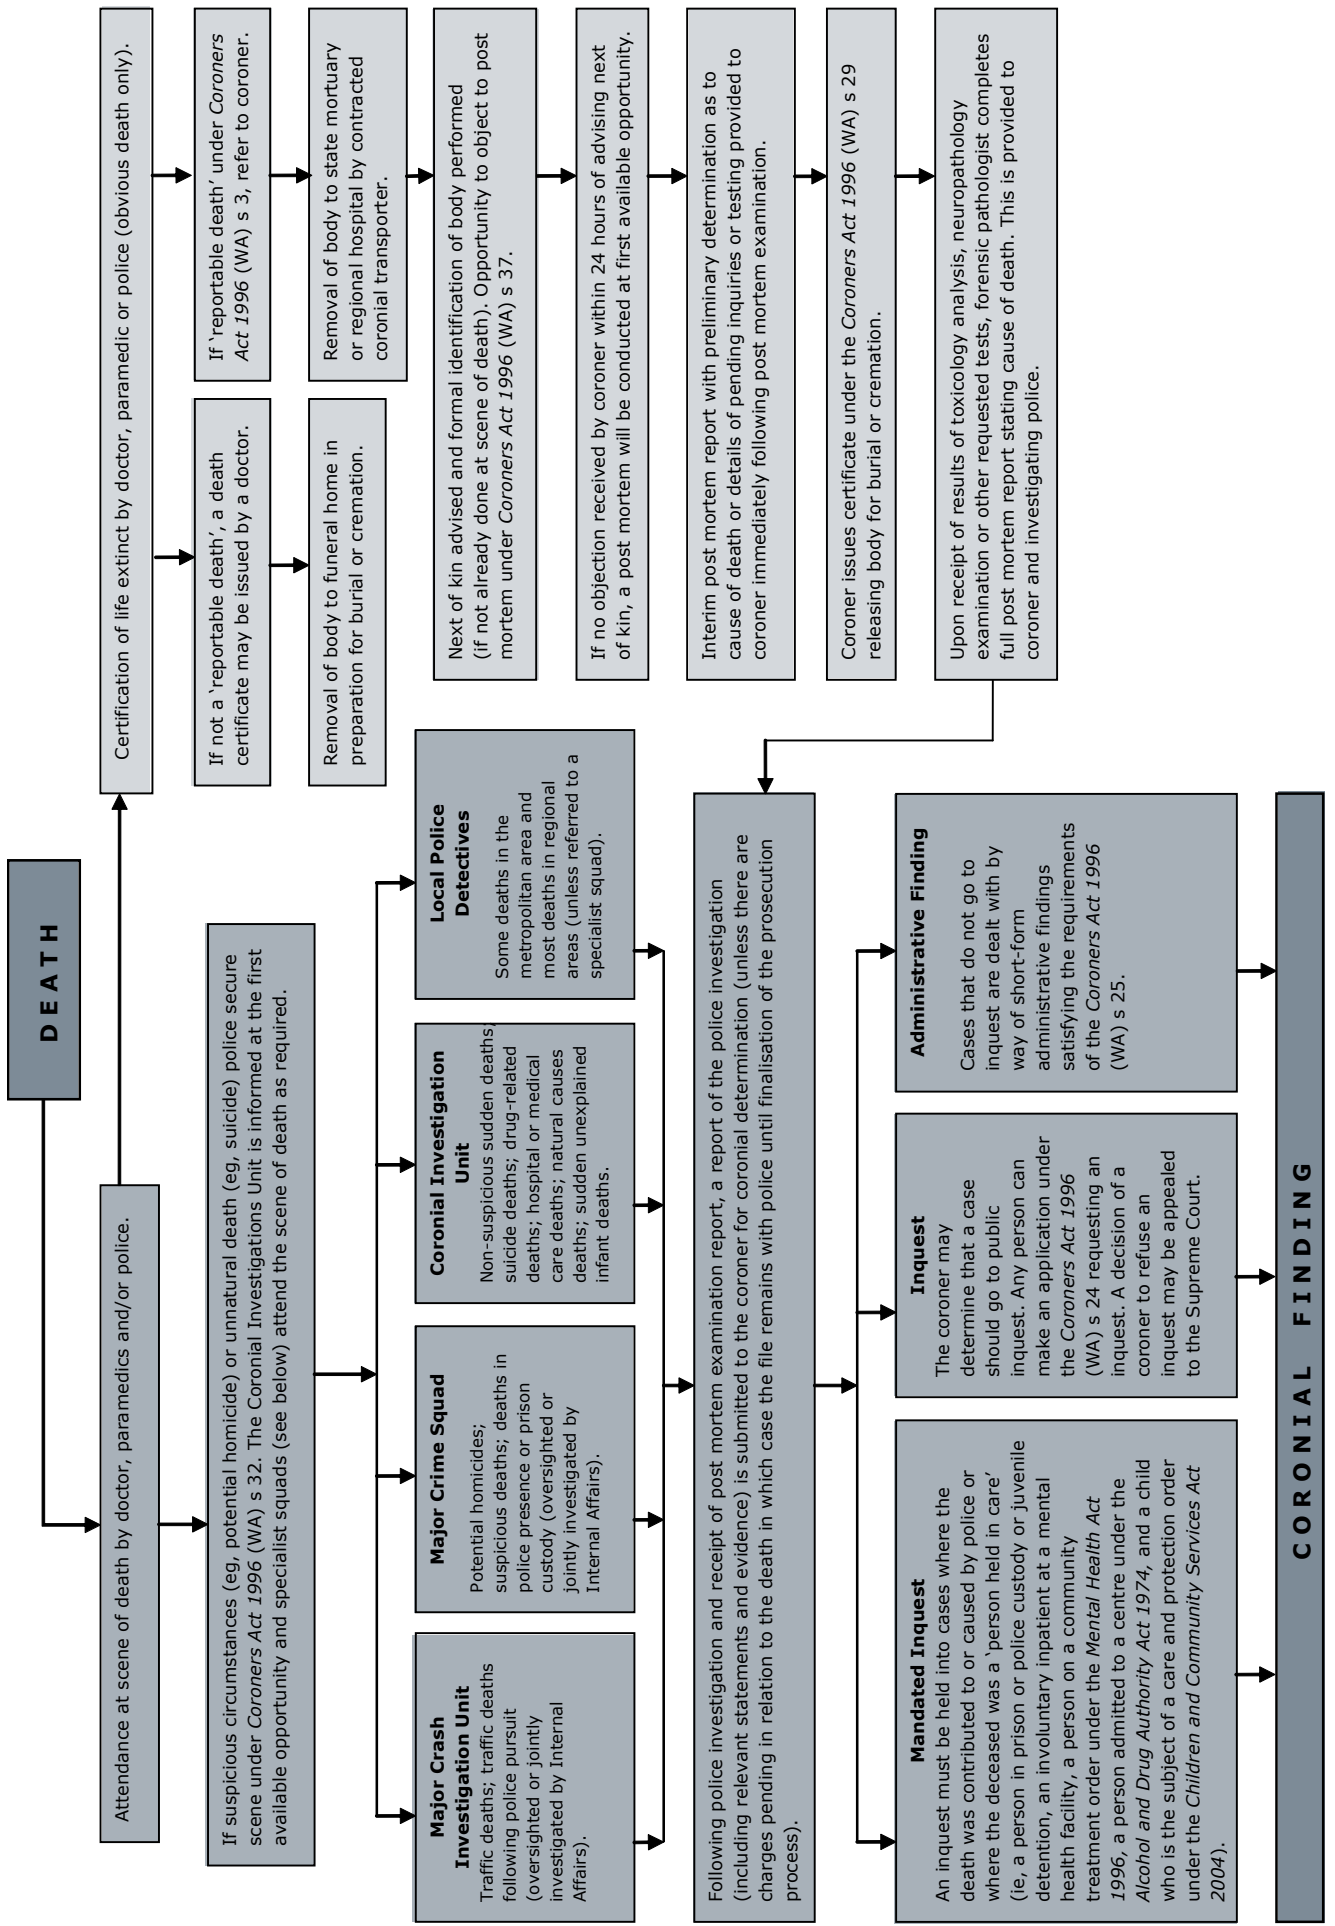 DEATH
Attendance at scene of death by doctor, paramedics and/or police.
Certification of life extinct by doctor, paramedic or police (obvious death only).
If suspicious circumstances (eg, potential homicide) or unnatural death (eg, suicide) police secure
scene under Coroners Act 1996 (WA) s 32. The Coronial Investigations Unit is informed at the first
available opportunity and specialist squads (see below) attend the scene of death as required.
If not a ‘reportable death’, a death
certificate may be issued by a doctor.
If ‘reportable death’ under Coroners
Act 1996 (WA) s 3, refer to coroner.
Removal of body to funeral home in
preparation for burial or cremation.
Removal of body to state mortuary
or regional hospital by contracted
coronial transporter.
Major Crash
Investigation Unit
Traffic deaths; traffic deaths
following police pursuit
(oversighted or jointly
investigated by Internal
Affairs).
Major Crime Squad
Potential homicides;
suspicious deaths; deaths in
police presence or prison
custody (oversighted or
jointly investigated by
Internal Affairs).
Coronial Investigation
Unit
Non-suspicious sudden deaths;
suicide deaths; drug-related
deaths; hospital or medical
care deaths; natural causes
deaths; sudden unexplained
infant deaths.
Local Police
Detectives
Some deaths in the
metropolitan area and
most deaths in regional
areas (unless referred to a
specialist squad).
Next of kin advised and formal identification of body performed
(if not already done at scene of death). Opportunity to object to post
mortem under Coroners Act 1996 (WA) s 37.
If no objection received by coroner within 24 hours of advising next
of kin, a post mortem will be conducted at first available opportunity.
Interim post mortem report with preliminary determination as to
cause of death or details of pending inquiries or testing provided to
coroner immediately following post mortem examination.
Coroner issues certificate under the Coroners Act 1996 (WA) s 29
releasing body for burial or cremation.
Upon receipt of results of toxicology analysis, neuropathology
examination or other requested tests, forensic pathologist completes
full post mortem report stating cause of death. This is provided to
coroner and investigating police.
Following police investigation and receipt of post mortem examination report, a report of the police investigation
(including relevant statements and evidence) is submitted to the coroner for coronial determination (unless there are
charges pending in relation to the death in which case the file remains with police until finalisation of the prosecution
process).
Mandated Inquest
An inquest must be held into cases where the
death was contributed to or caused by police or
where the deceased was a ‘person held in care’
(ie, a person in prison or police custody or juvenile
detention, an involuntary inpatient at a mental
health facility, a person on a community
treatment order under the Mental Health Act
1996, a person admitted to a centre under the
Alcohol and Drug Authority Act 1974, and a child
who is the subject of a care and protection order
under the Children and Community Services Act
2004).
Inquest
The coroner may
determine that a case
should go to public
inquest. Any person can
make an application under
the Coroners Act 1996
(WA) s 24 requesting an
inquest. A decision of a
coroner to refuse an
inquest may be appealed
to the Supreme Court.
Administrative Finding
Cases that do not go to
inquest are dealt with by
way of short-form
administrative findings
satisfying the requirements
of the Coroners Act 1996
(WA) s 25.
CORONIAL FINDING